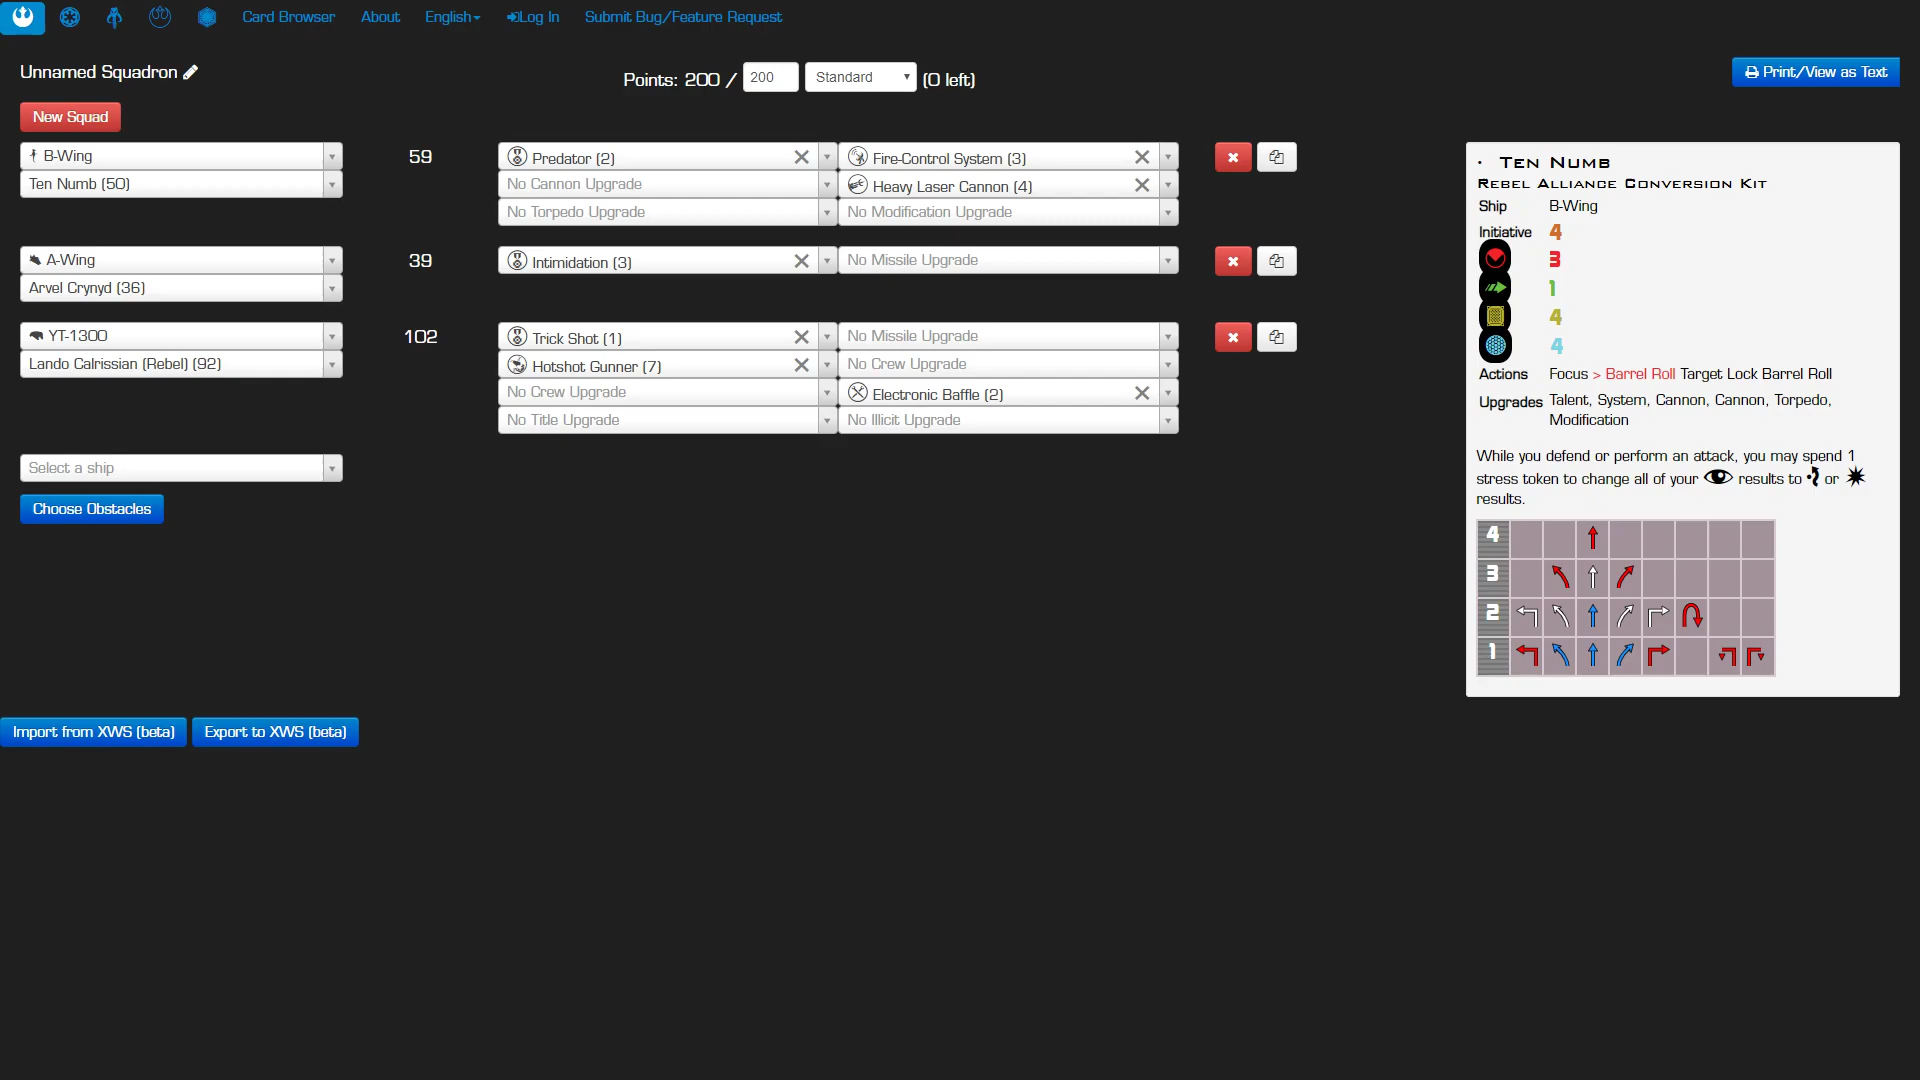 Card Browser About English Log In Submit Bug/Feature Request
Unnamed Squadron
Points: 200 / 200 Standard (0 left)
Print/View as Text
New Squad
B-Wing 59 Predator (2) Fire-Control System (3)
Ten Numb (50) No Cannon Upgrade Heavy Laser Cannon (4)
No Torpedo Upgrade No Modification Upgrade
A-Wing 39 Intimidation (3) No Missile Upgrade
Arvel Crynyd (36)
YT-1300 102 Trick Shot (1) No Missile Upgrade
Lando Calrissian (Rebel) (92) Hotshot Gunner (7) No Crew Upgrade
No Crew Upgrade Electronic Baffle (2)
No Title Upgrade No Illicit Upgrade
Select a ship
Choose Obstacles
· Ten Numb
Rebel Alliance Conversion Kit
Ship B-Wing
Initiative 4
3
1
4
4
Actions Focus > Barrel Roll Target Lock Barrel Roll
Upgrades Talent, System, Cannon, Cannon, Torpedo,
Modification
While you defend or perform an attack, you may spend 1
stress token to change all of your results to or
results.
4
3
2
1
Import from XWS (beta) Export to XWS (beta)